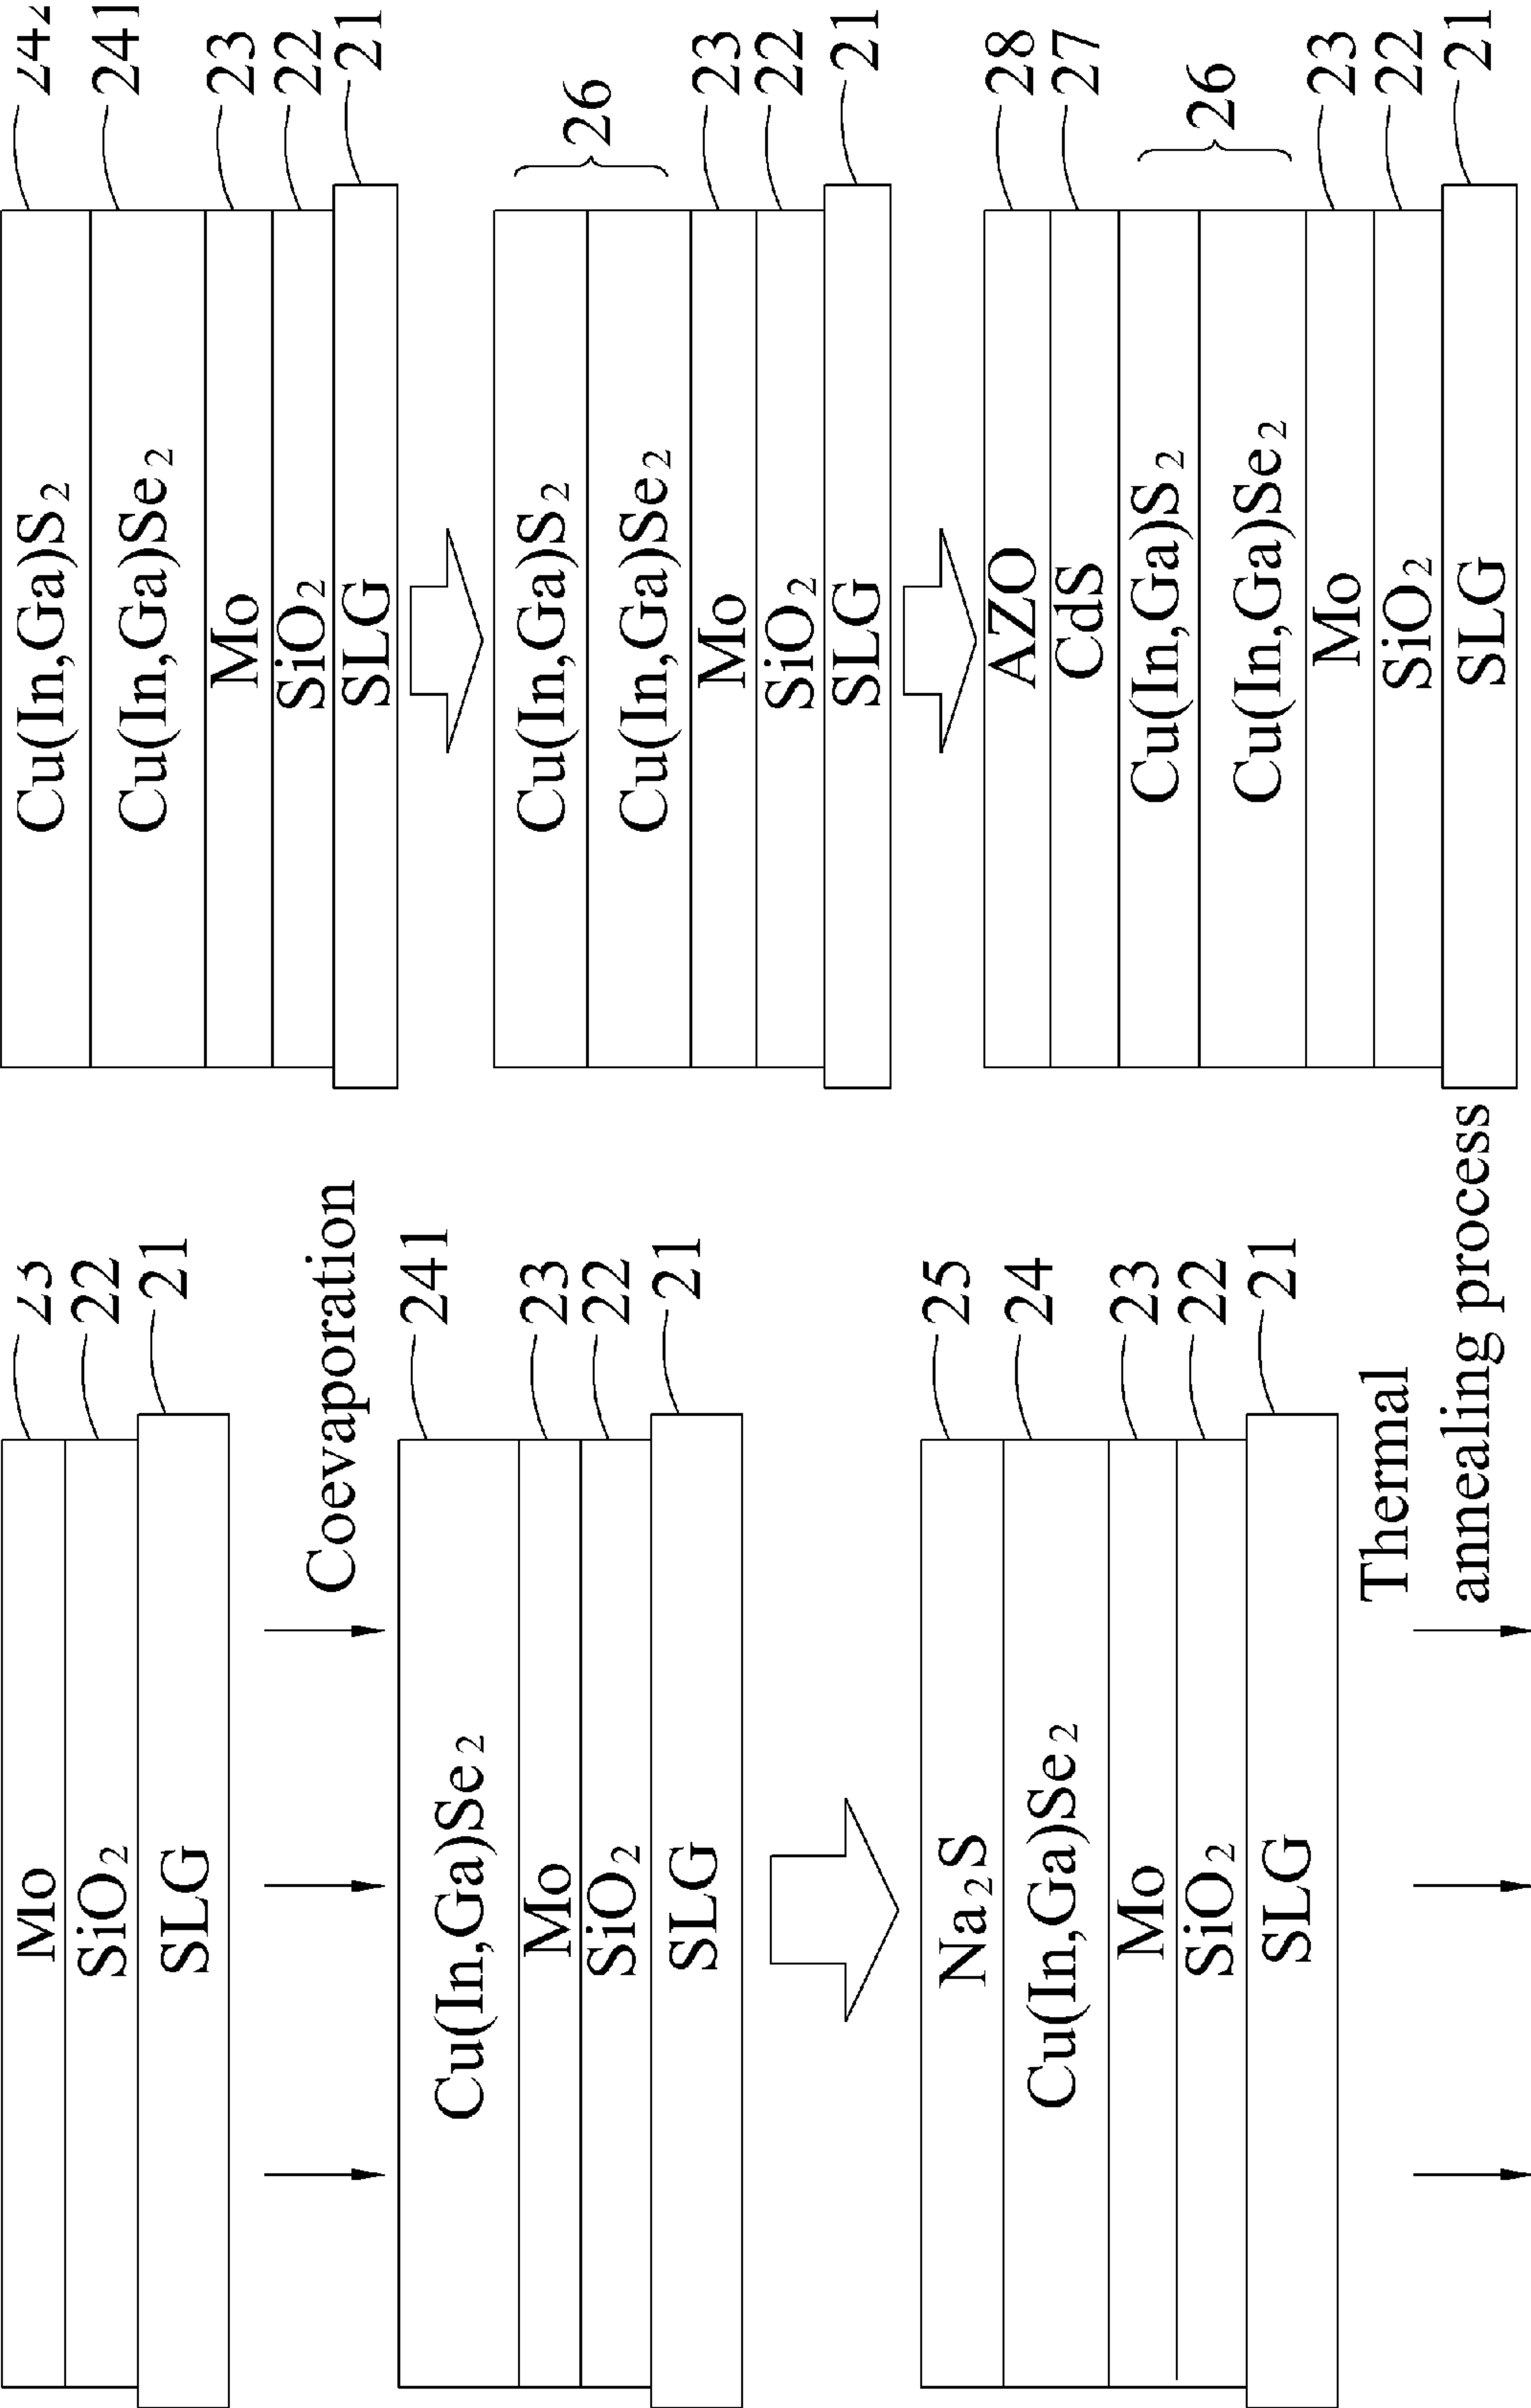 Mo 23
SiO₂ 22
SLG 21
Coevaporation
Cu(In,Ga)Se₂ 241
Mo 23
SiO₂ 22
SLG 21
Na₂S 25
Cu(In,Ga)Se₂ 24
Mo 23
SiO₂ 22
SLG 21
Thermal
annealing process
Cu(In,Ga)S₂ 242
Cu(In,Ga)Se₂ 241
Mo 23
SiO₂ 22
SLG 21
Cu(In,Ga)S₂
Cu(In,Ga)Se₂
26
Mo 23
SiO₂ 22
SLG 21
AZO 28
CdS 27
Cu(In,Ga)S₂
Cu(In,Ga)Se₂
26
Mo 23
SiO₂ 22
SLG 21